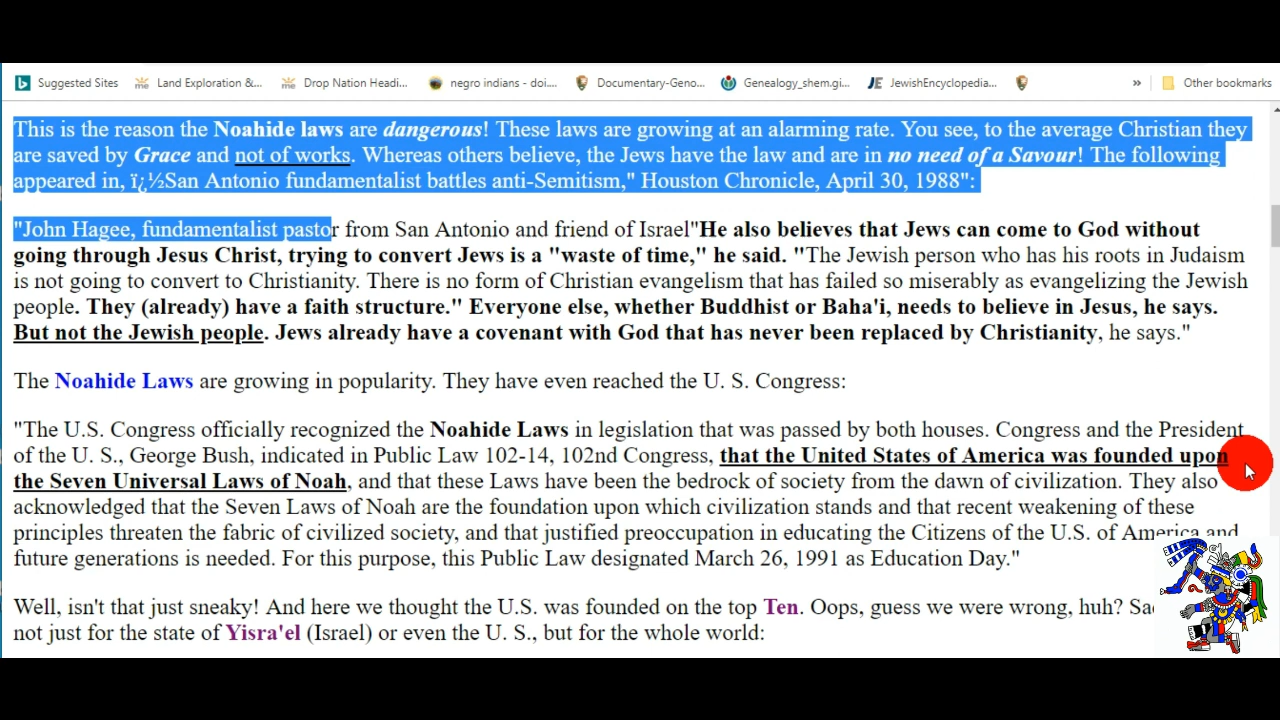 Suggested Sites Land Exploration &... Drop Nation Headi... negro indians - doi.... Documentary-Geno... Genealogy_shem.gi... JewishEncyclopedia... » Other bookmarks
This is the reason the Noahide laws are dangerous! These laws are growing at an alarming rate. You see, to the average Christian they
are saved by Grace and not of works. Whereas others believe, the Jews have the law and are in no need of a Savour! The following
appeared in, ï¿½San Antonio fundamentalist battles anti-Semitism," Houston Chronicle, April 30, 1988":
"John Hagee, fundamentalist pastor from San Antonio and friend of Israel"He also believes that Jews can come to God without
going through Jesus Christ, trying to convert Jews is a "waste of time," he said. "The Jewish person who has his roots in Judaism
is not going to convert to Christianity. There is no form of Christian evangelism that has failed so miserably as evangelizing the Jewish
people. They (already) have a faith structure." Everyone else, whether Buddhist or Baha'i, needs to believe in Jesus, he says.
But not the Jewish people. Jews already have a covenant with God that has never been replaced by Christianity, he says."
The Noahide Laws are growing in popularity. They have even reached the U. S. Congress:
"The U.S. Congress officially recognized the Noahide Laws in legislation that was passed by both houses. Congress and the President
of the U. S., George Bush, indicated in Public Law 102-14, 102nd Congress, that the United States of America was founded upon
the Seven Universal Laws of Noah, and that these Laws have been the bedrock of society from the dawn of civilization. They also
acknowledged that the Seven Laws of Noah are the foundation upon which civilization stands and that recent weakening of these
principles threaten the fabric of civilized society, and that justified preoccupation in educating the Citizens of the U.S. of America and
future generations is needed. For this purpose, this Public Law designated March 26, 1991 as Education Day."
Well, isn't that just sneaky! And here we thought the U.S. was founded on the top Ten. Oops, guess we were wrong, huh?
not just for the state of Yisra'el (Israel) or even the U. S., but for the whole world: